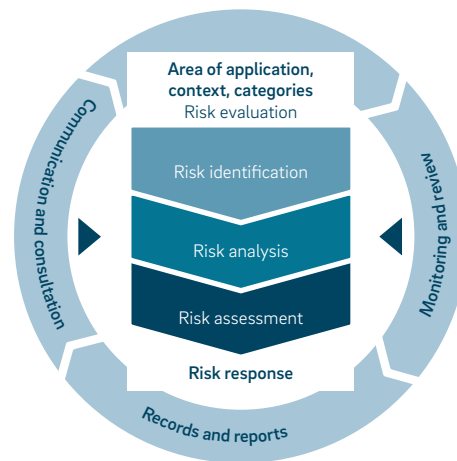 Area of application,
context, categories
Risk evaluation
Risk identification
Risk analysis
Risk assessment
Risk response
Communication and consultation
Monitoring and review
Records and reports